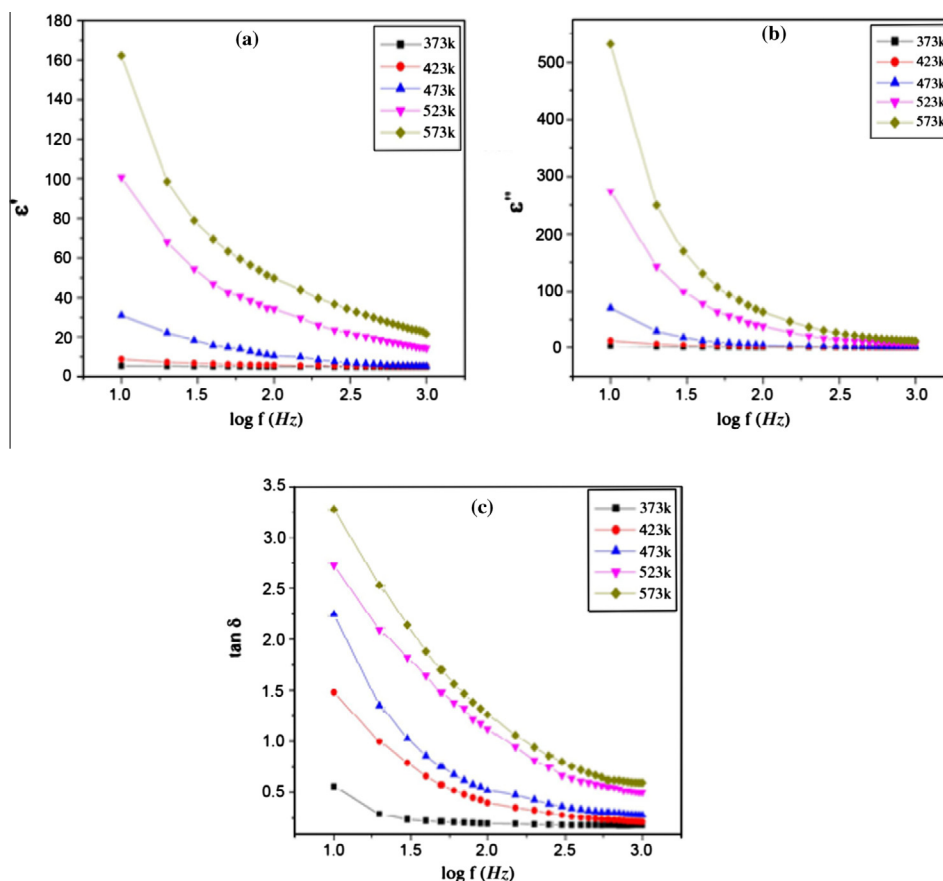 180
160
140
120
100
80
60
40
20
0
ε'
(a)
373k
423k
473k
523k
573k
1.0 1.5 2.0 2.5 3.0
log f (Hz)
500
400
300
200
100
0
ε''
(b)
373k
423k
473k
523k
573k
1.0 1.5 2.0 2.5 3.0
log f (Hz)
3.5
3.0
2.5
2.0
1.5
1.0
0.5
tan δ
(c)
373k
423k
473k
523k
573k
1.0 1.5 2.0 2.5 3.0
log f (Hz)